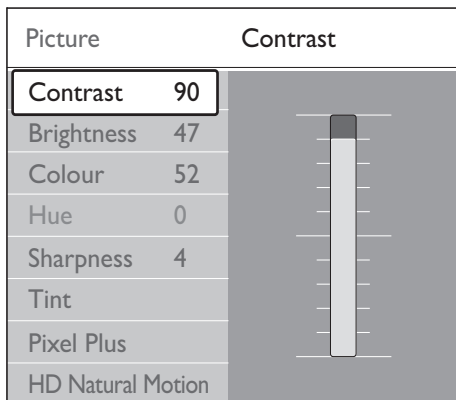 Picture
Contrast
Contrast 90
Brightness 47
Colour 52
Hue 0
Sharpness 4
Tint
Pixel Plus
HD Natural Motion